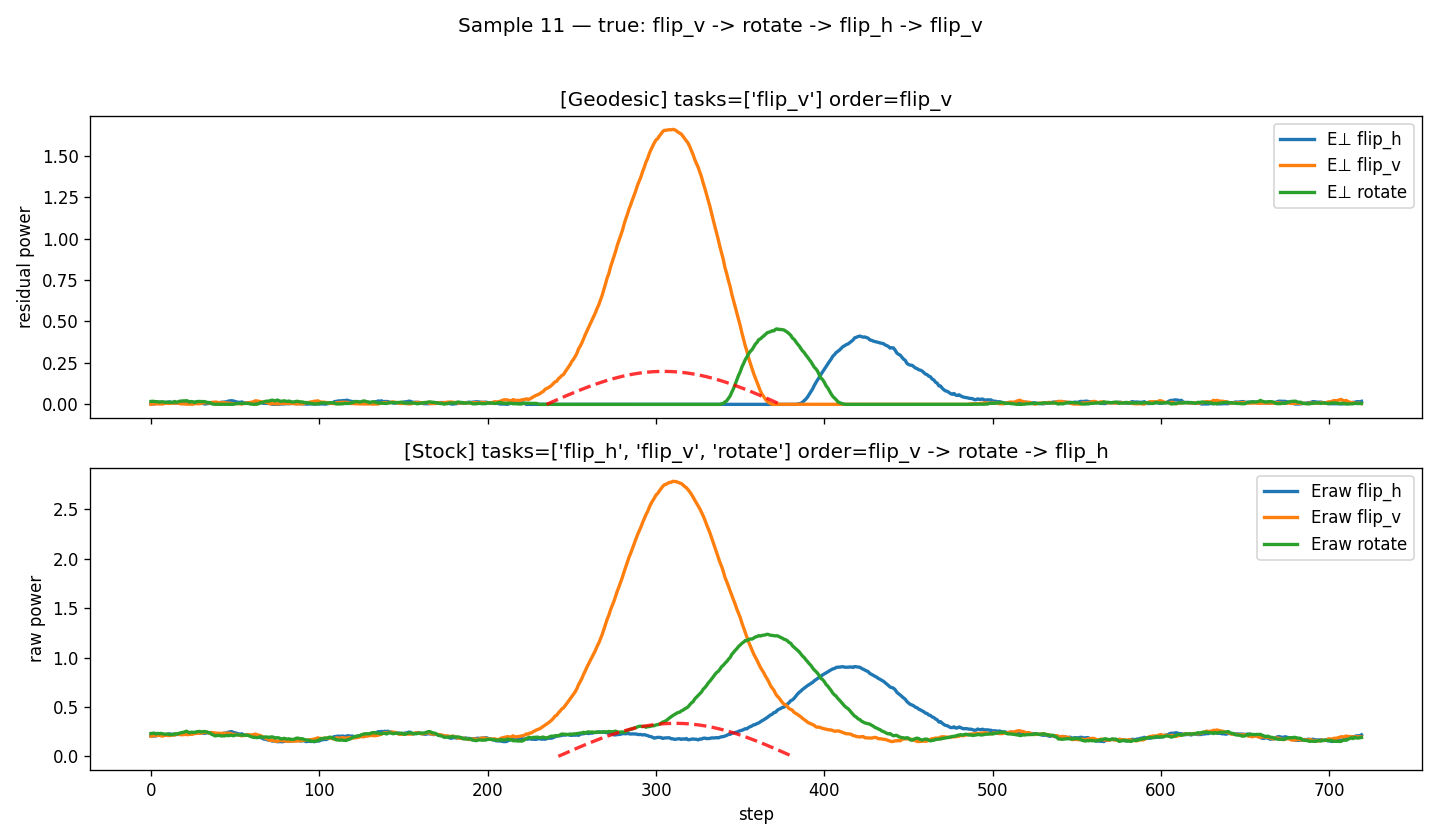 Sample 11 — true: flip_v -> rotate -> flip_h -> flip_v
[Geodesic] tasks=['flip_v'] order=flip_v
residual power
1.50
1.25
1.00
0.75
0.50
0.25
0.00
E⊥ flip_h
E⊥ flip_v
E⊥ rotate
[Stock] tasks=['flip_h', 'flip_v', 'rotate'] order=flip_v -> rotate -> flip_h
raw power
2.5
2.0
1.5
1.0
0.5
0.0
Eraw flip_h
Eraw flip_v
Eraw rotate
0 100 200 300 400 500 600 700
step